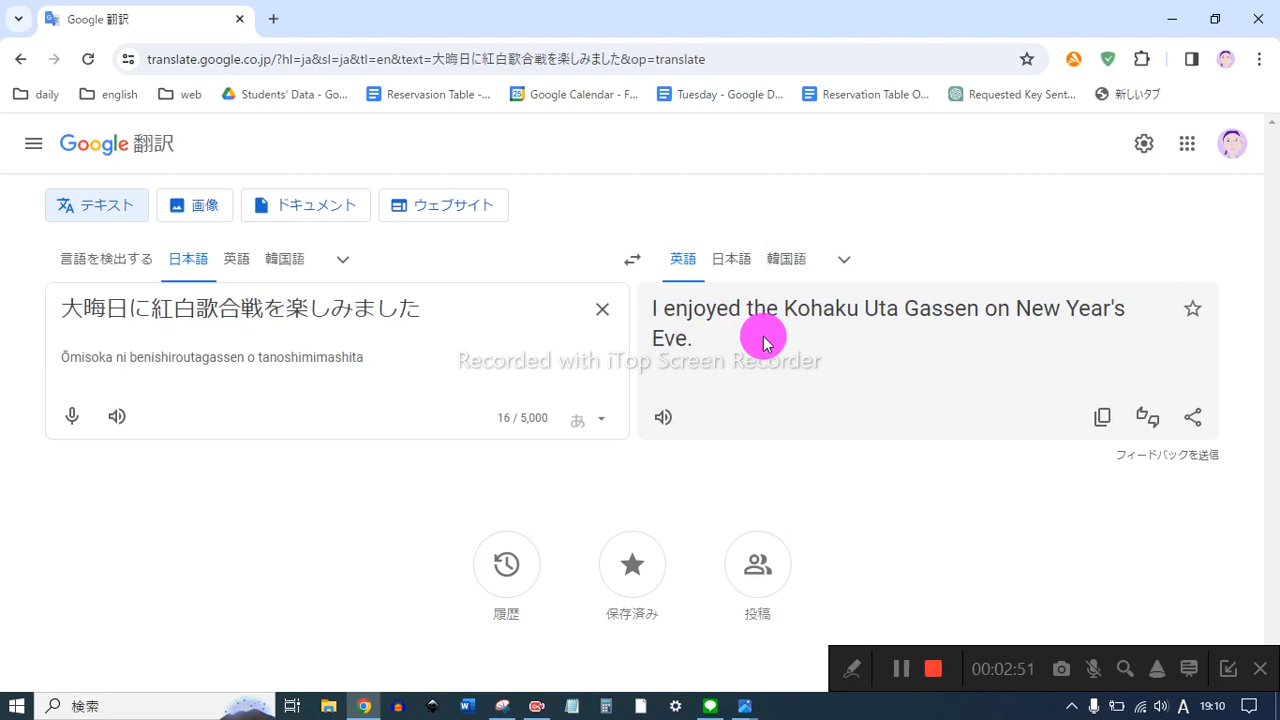 Google 翻訳
translate.google.co.jp/?hl=ja&sl=ja&tl=en&text=大晦日に紅白歌合戦を楽しみました&op=translate
daily
english
web
Students' Data - Go...
Reservasion Table -...
Google Calendar - F...
Tuesday - Google D...
Reservation Table O...
Requested Key Sent...
新しいタブ
Google 翻訳
テキスト
画像
ドキュメント
ウェブサイト
言語を検出する
日本語
英語
韓国語
英語
日本語
韓国語
大晦日に紅白歌合戦を楽しみました
Ōmisoka ni benishiroutagassen o tanoshimimashita
16 / 5,000
あ
I enjoyed the Kohaku Uta Gassen on New Year's
Eve.
Recorded with iTop Screen Recorder
フィードバックを送信
履歴
保存済み
投稿
00:02:51
検索
A
19:10